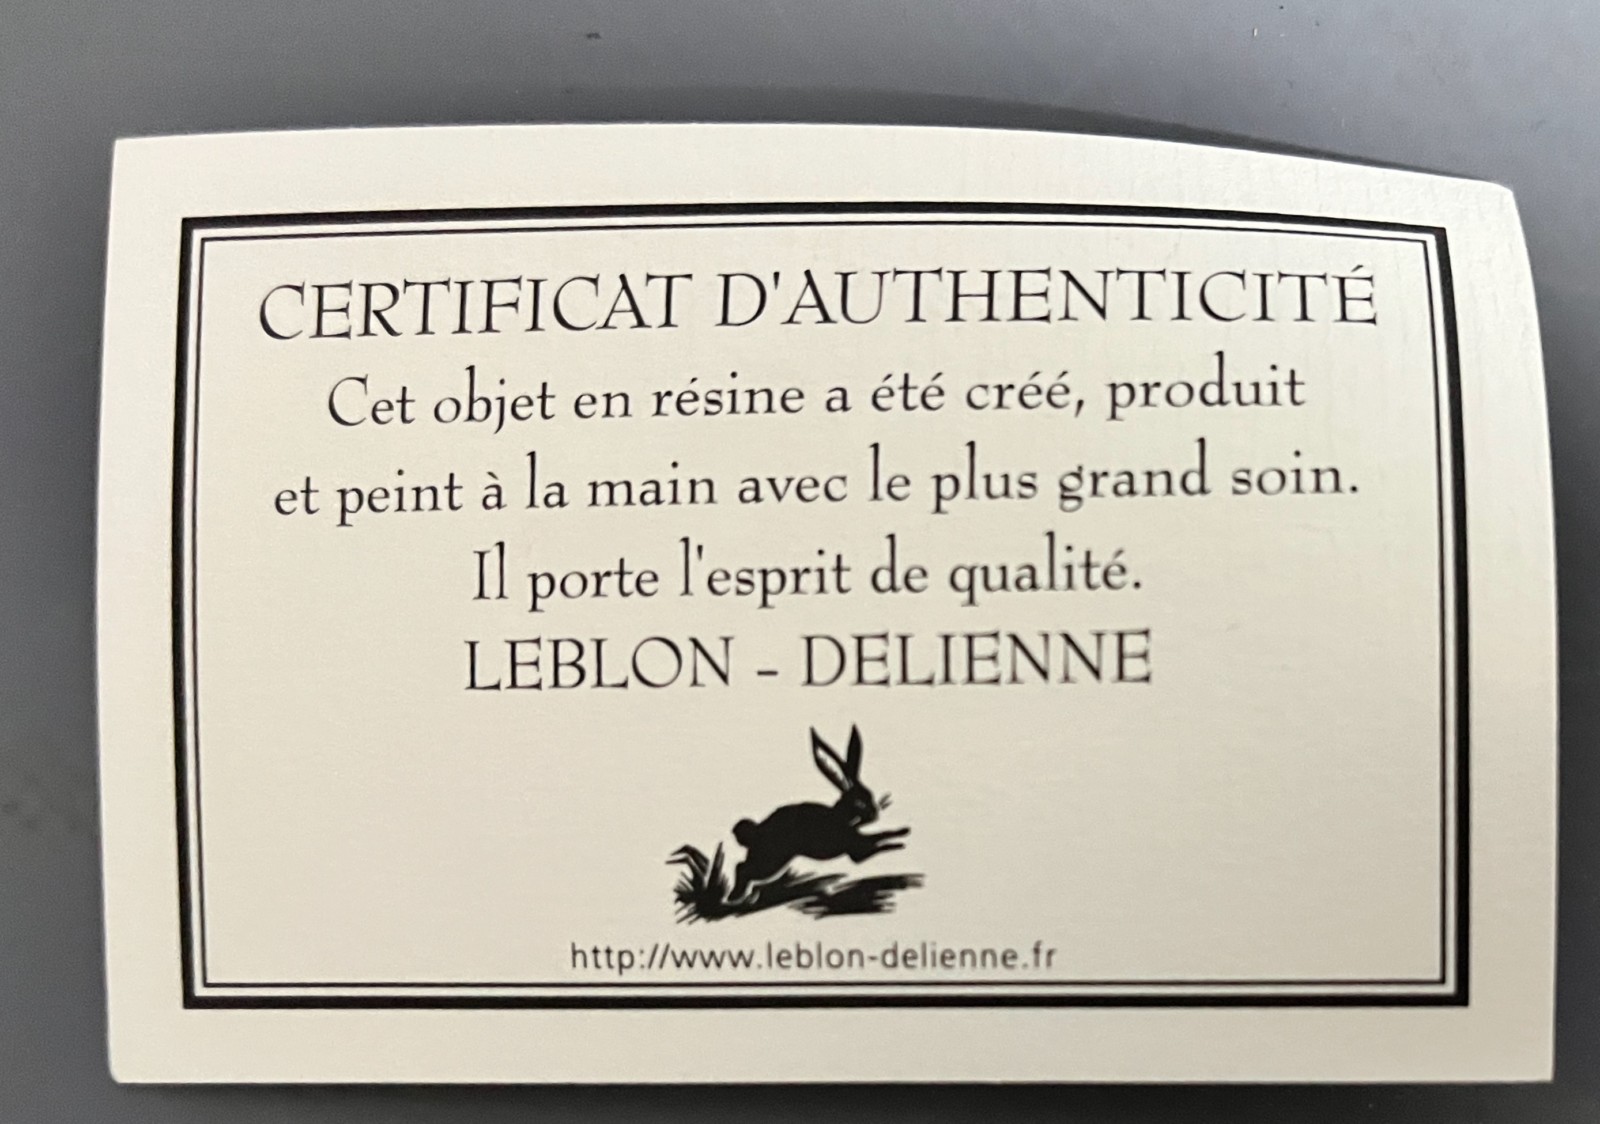 CERTIFICAT D'AUTHENTICITÉ
Cet objet en résine a été créé, produit
et peint à la main avec le plus grand soin.
Il porte l'esprit de qualité.
LEBLON - DELIENNE
http://www.leblon-delienne.fr